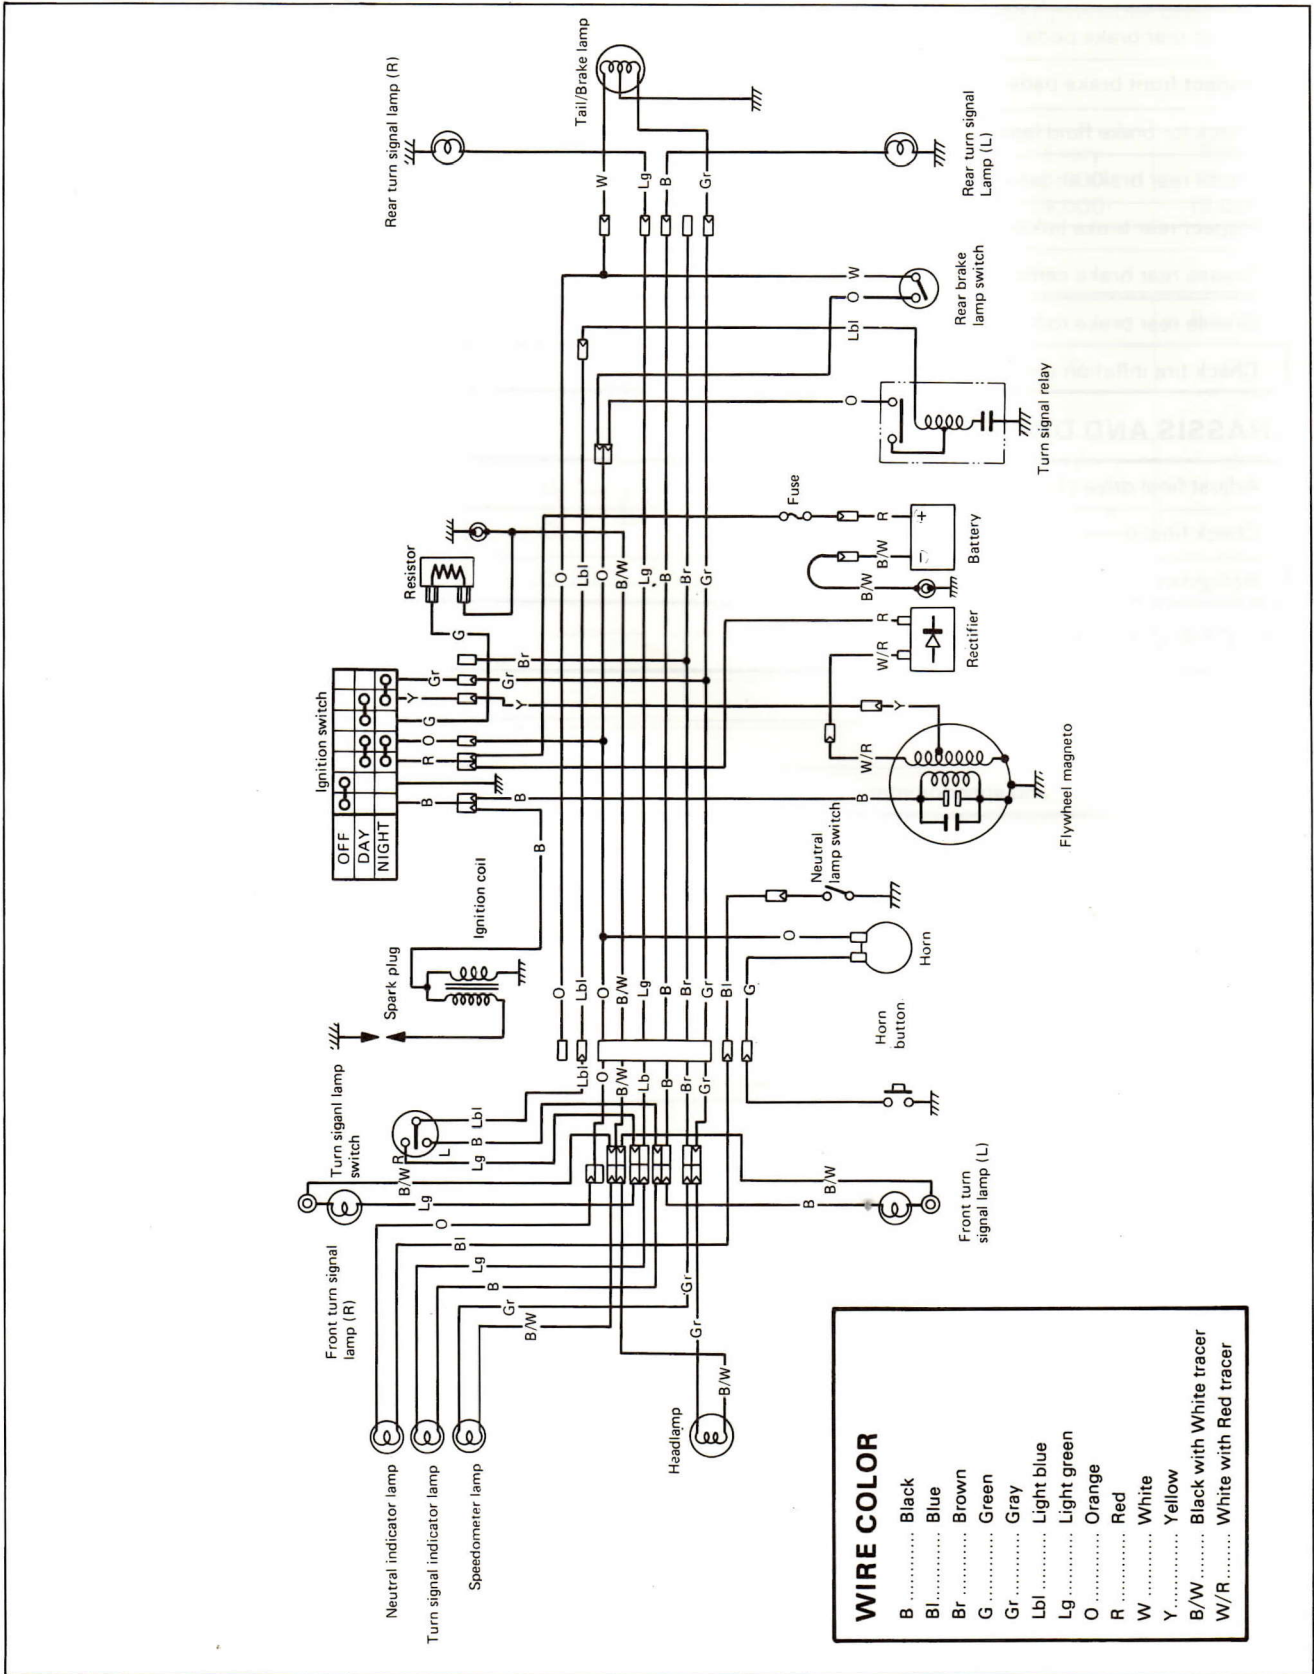 Neutral indicator lamp
Turn signal indicator lamp
Speedometer lamp
Headlamp
Front turn signal
lamp (R)
Turn siganl lamp
switch
R
L
Spark plug
Ignition coil
Ignition switch
OFF
DAY
NIGHT
B
R
O
G
Y
Gr
Resistor
G
Rear turn signal lamp (R)
Tail/Brake lamp
B/W
Lg
O
Bl
Lg
B
Gr
B/W
Lg
B
Lbl
Lbl
O
B/W
Lb
B
Br
Gr
O
Lbl
O
B/W
Lg
B
Br
Gr
Bl
G
B
B
Y
Gr
Br
O
Lbl
O
B/W
Lg
B
Br
Gr
W
Lg
B
Gr
Gr
Gr
B/W
B
B/W
Front turn
signal lamp (L)
Horn
button
Horn
O
Neutral
lamp switch
Flywheel magneto
B
W/R
Y
Rectifier
W/R
R
Battery
−
+
B/W
B/W
R
Fuse
Turn signal relay
O
Lbl
O
W
Rear brake
lamp switch
Rear turn signal
Lamp (L)
WIRE COLOR
B ............ Black
Bl ............ Blue
Br ............ Brown
G ............ Green
Gr ............ Gray
Lbl ........... Light blue
Lg ............ Light green
O ............ Orange
R ............ Red
W ............ White
Y ............ Yellow
B/W ......... Black with White tracer
W/R ......... White with Red tracer